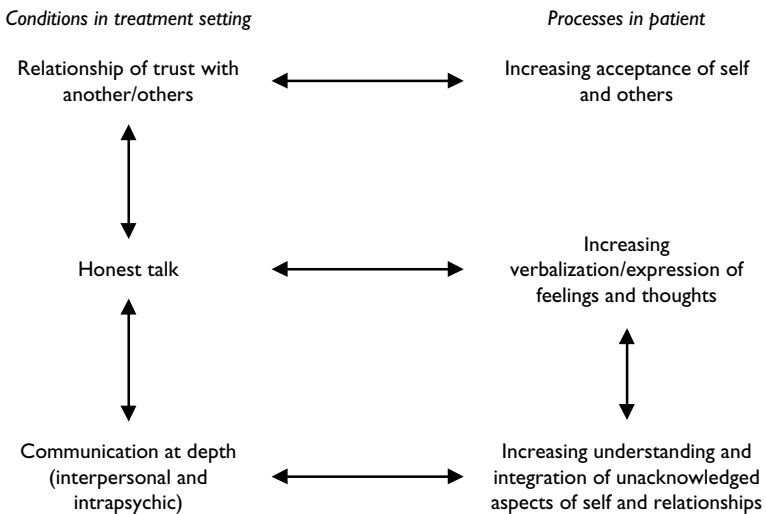 Conditions in treatment setting
Processes in patient
Relationship of trust with
another/others
Increasing acceptance of self
and others
Honest talk
Increasing
verbalization/expression of
feelings and thoughts
Communication at depth
(interpersonal and
intrapsychic)
Increasing understanding and
integration of unacknowledged
aspects of self and relationships